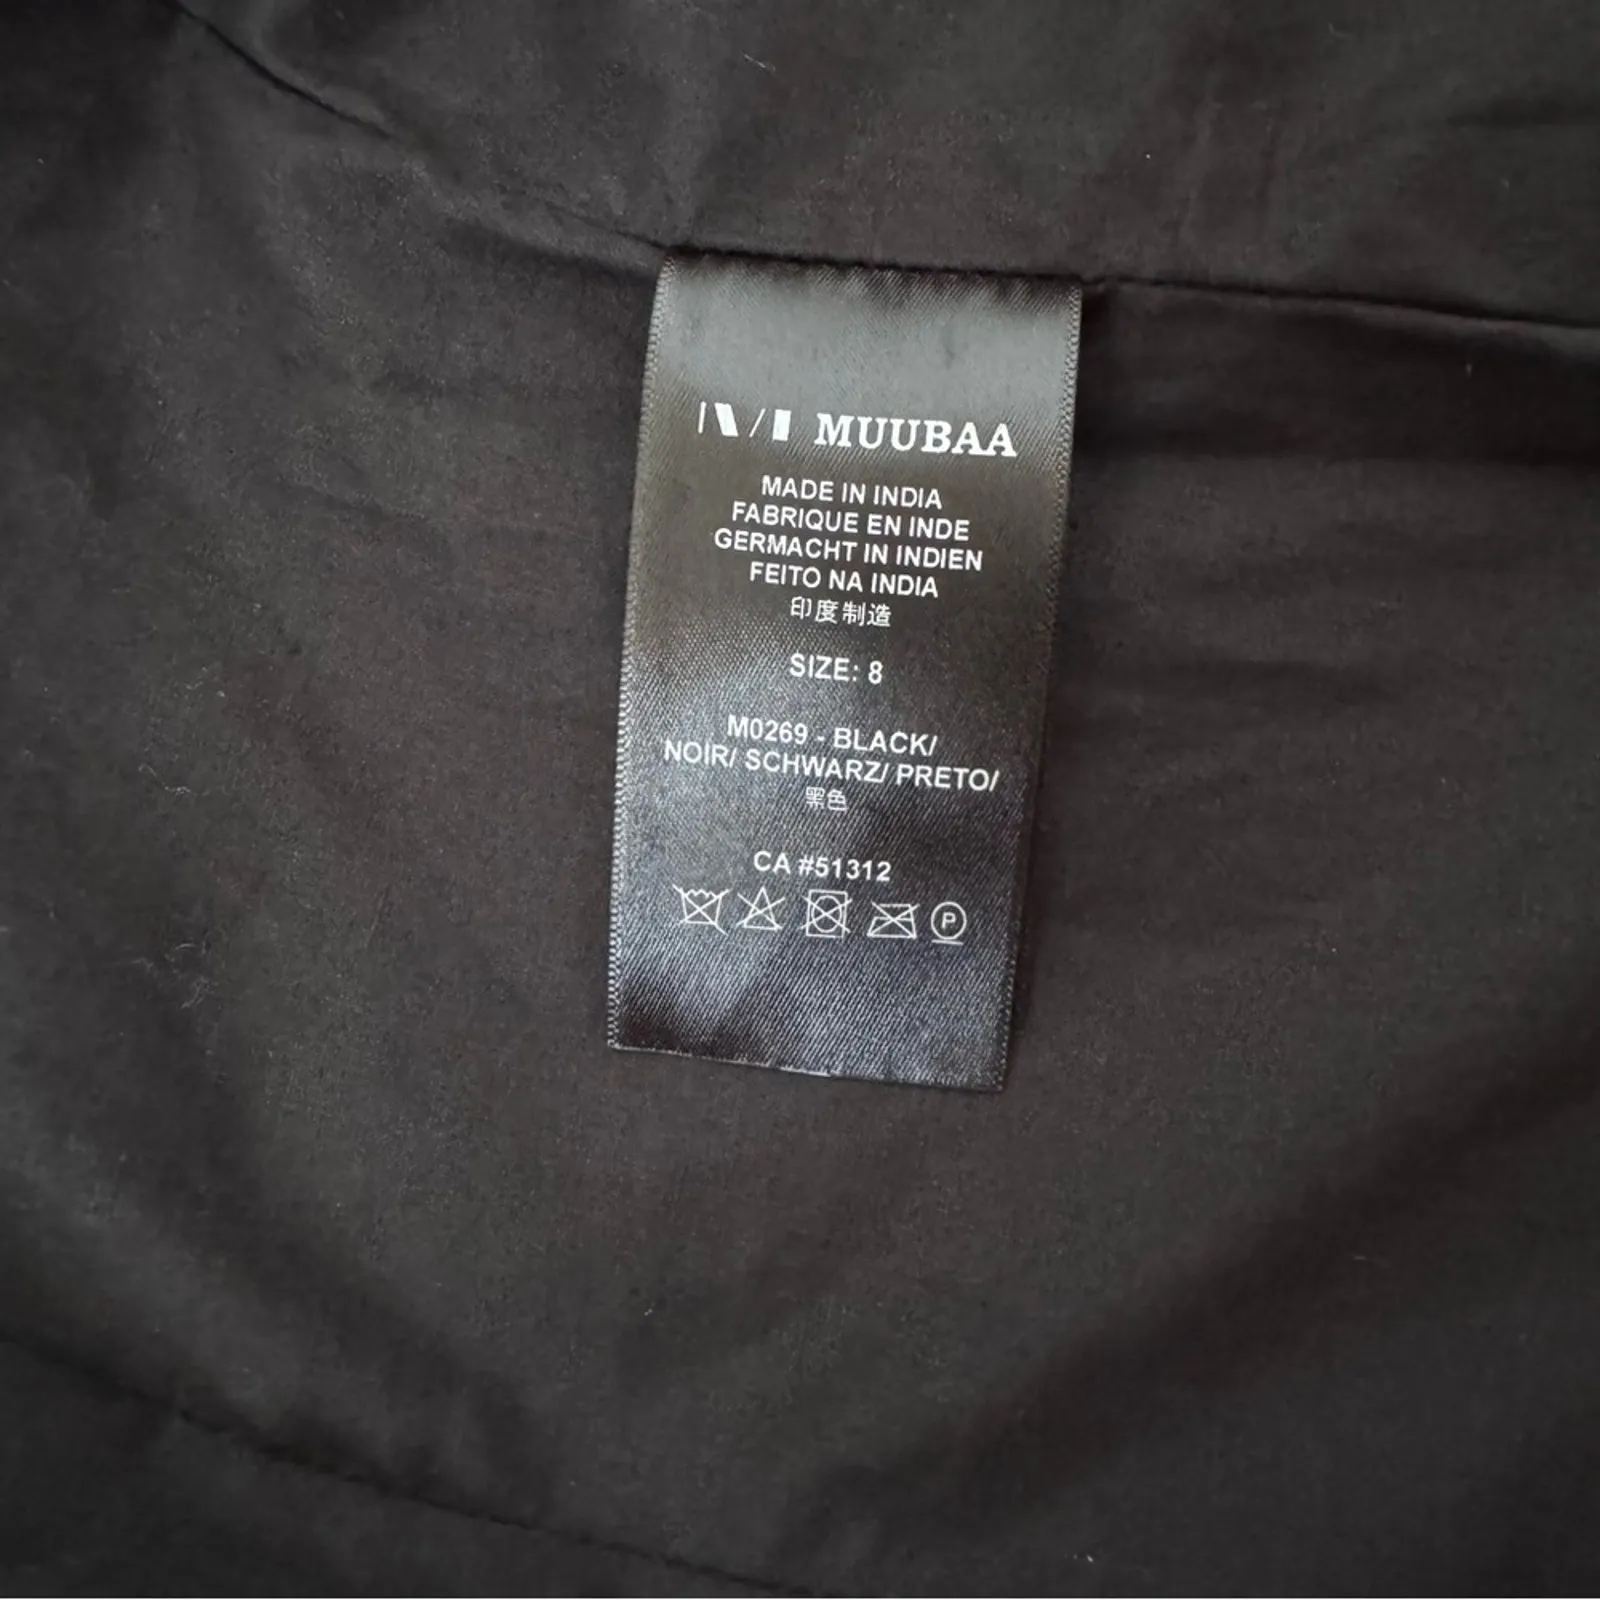 MUUBAA
MADE IN INDIA
FABRIQUE EN INDE
GERMACHT IN INDIEN
FEITO NA INDIA
印度制造
SIZE: 8
M0269 - BLACK/
NOIR/ SCHWARZ/ PRETO/
黑色
CA #51312
P